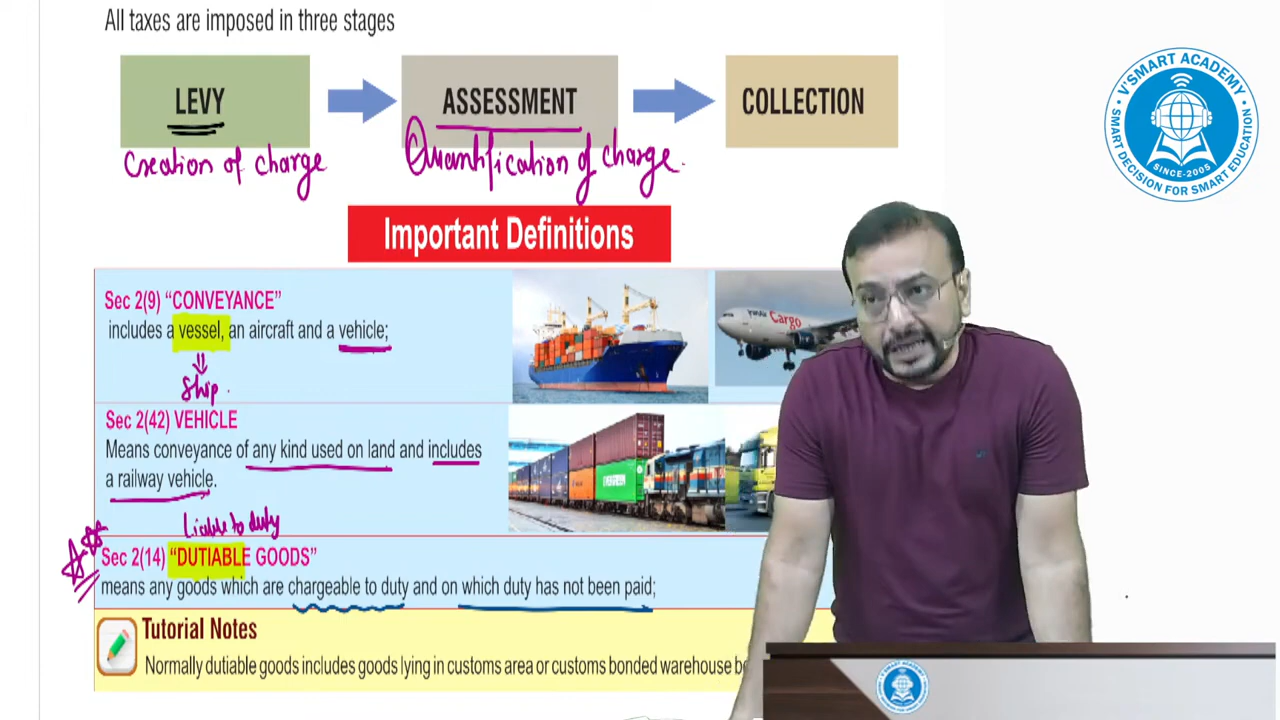 All taxes are imposed in three stages
LEVY
ASSESSMENT
COLLECTION
Creation of charge
Quantification of charge.
Important Definitions
Sec 2(9) “CONVEYANCE”
includes a vessel, an aircraft and a vehicle;
Ship
Cargo
Sec 2(42) VEHICLE
Means conveyance of any kind used on land and includes
a railway vehicle.
EVERGREEN
Liable to duty
Sec 2(14) “DUTIABLE GOODS”
means any goods which are chargeable to duty and on which duty has not been paid;
Tutorial Notes
Normally dutiable goods includes goods lying in customs area or customs bonded warehouse
V'SMART ACADEMY
SINCE-2005
SMART DECISION FOR SMART EDUCATION